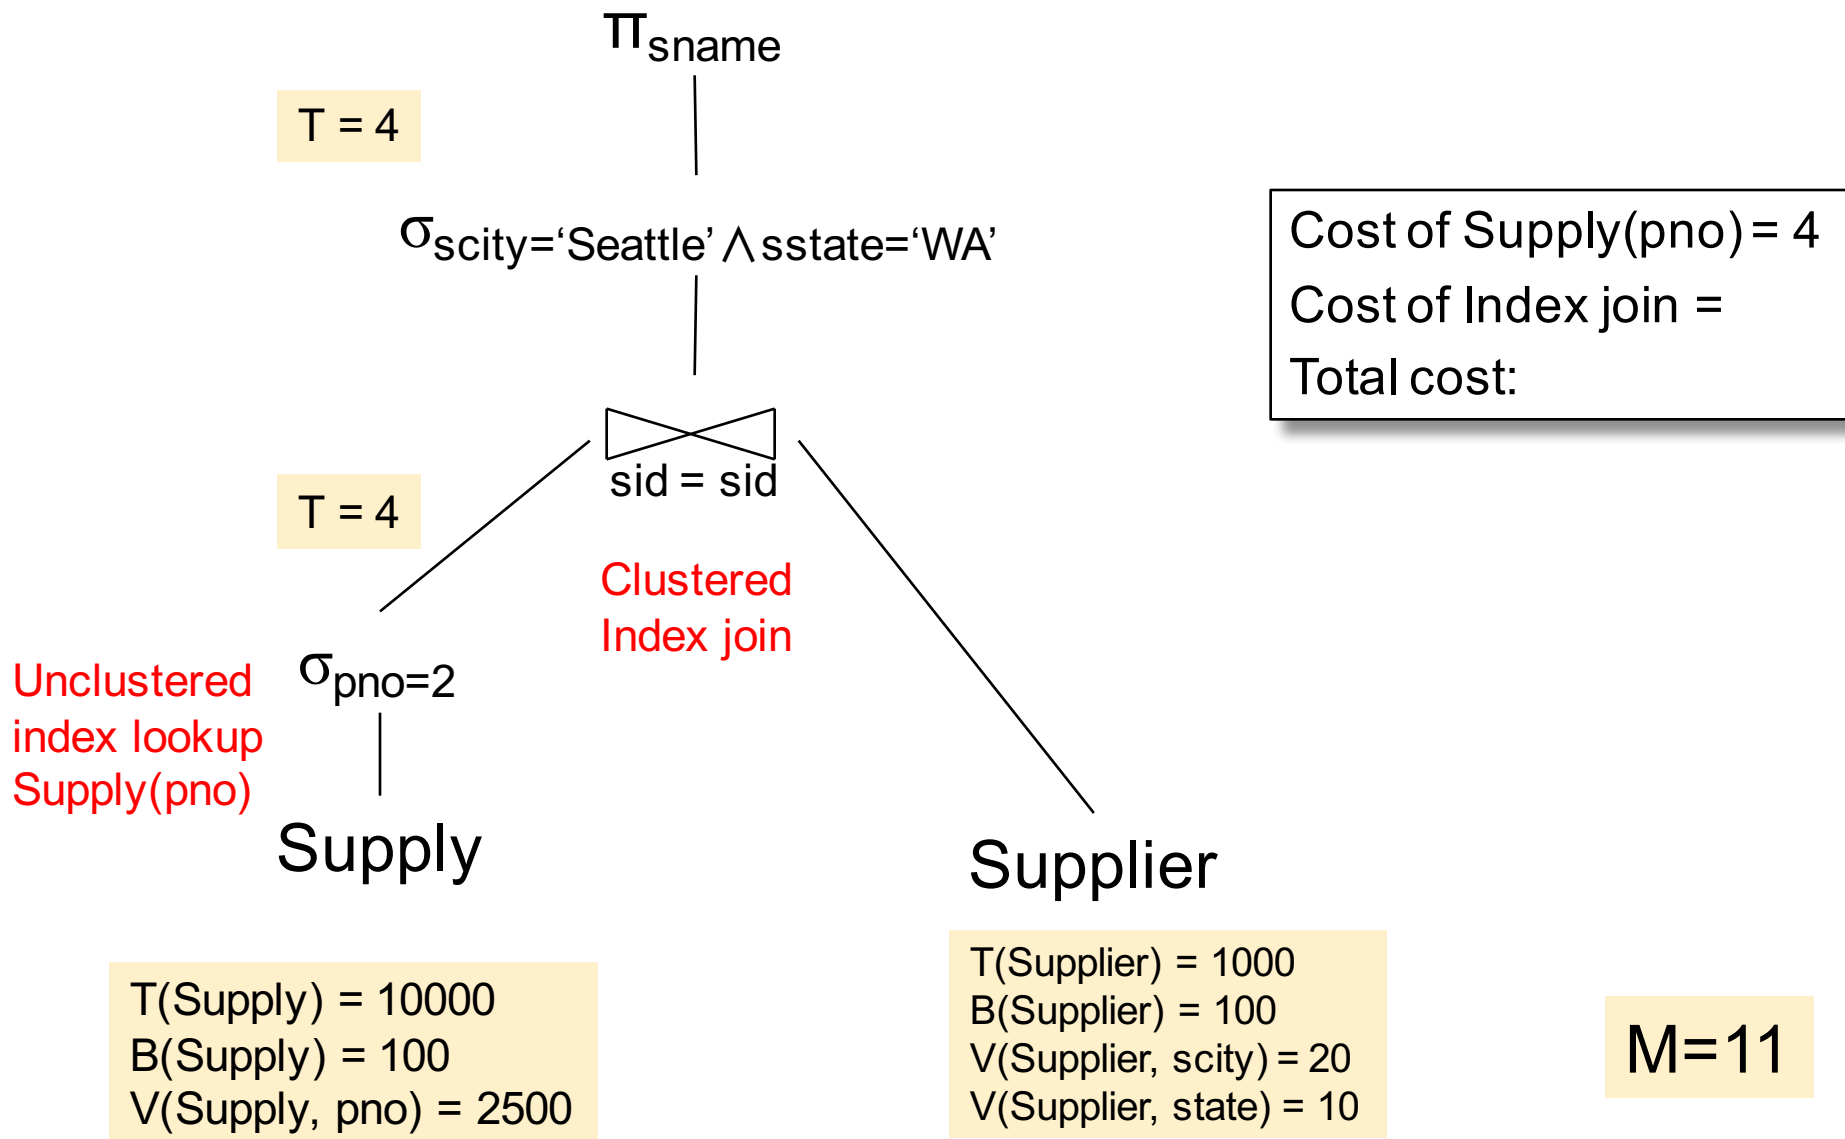 πsname
T = 4
σscity=‘Seattle’ ∧ sstate=‘WA’
Cost of Supply(pno) = 4
Cost of Index join =
Total cost:
sid = sid
T = 4
Clustered
Index join
Unclustered
index lookup
Supply(pno)
σpno=2
Supply
Supplier
T(Supply) = 10000
B(Supply) = 100
V(Supply, pno) = 2500
T(Supplier) = 1000
B(Supplier) = 100
V(Supplier, scity) = 20
V(Supplier, state) = 10
M=11